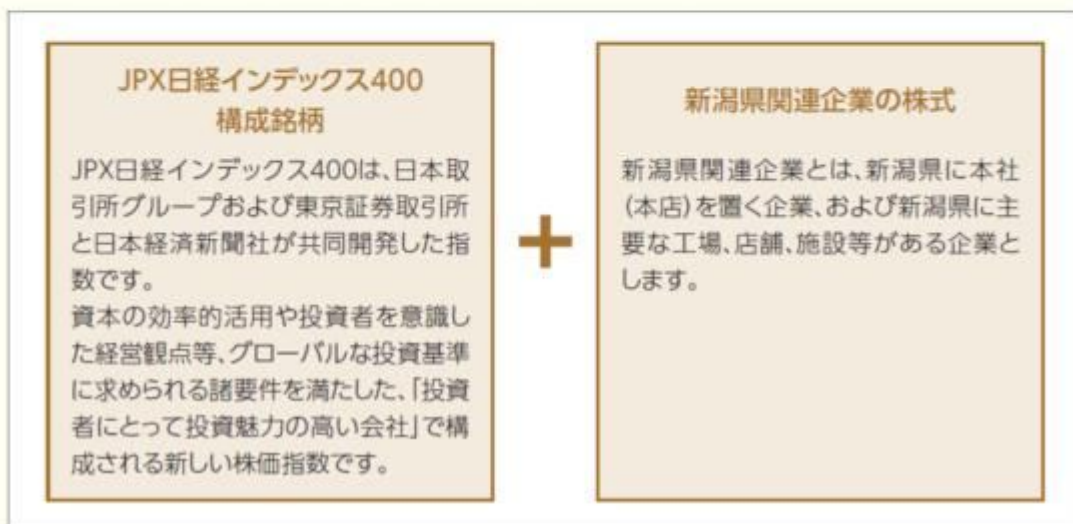 JPX日経インデックス400
構成銘柄
JPX日経インデックス400は、日本取
引所グループおよび東京証券取引所
と日本経済新聞社が共同開発した指
数です。
資本の効率的活用や投資者を意識し
た経営観点等、グローバルな投資基準
に求められる諸要件を満たした、「投資
者にとって投資魅力の高い会社」で構
成される新しい株価指数です。
+
新潟県関連企業の株式
新潟県関連企業とは、新潟県に本社
(本店)を置く企業、および新潟県に主
要な工場、店舗、施設等がある企業と
します。